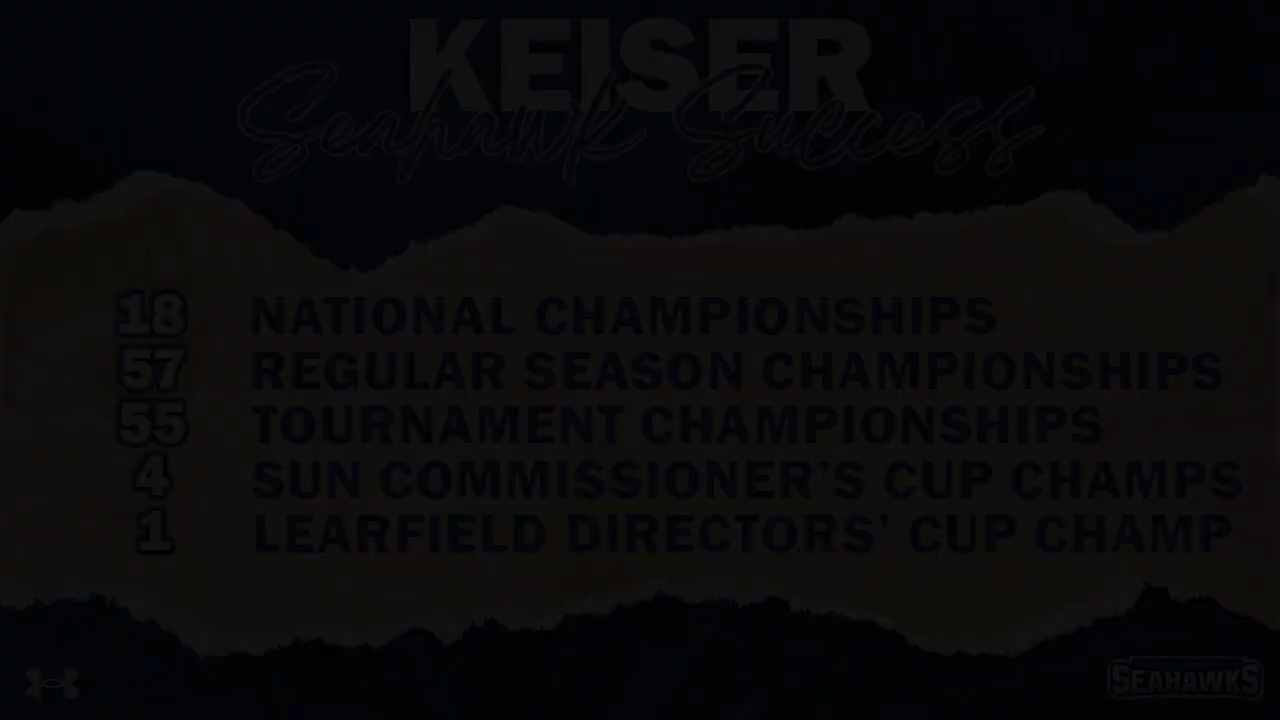 KEISER
Seahawk Success
18 NATIONAL CHAMPIONSHIPS
57 REGULAR SEASON CHAMPIONSHIPS
55 TOURNAMENT CHAMPIONSHIPS
4 SUN COMMISSIONER'S CUP CHAMPS
1 LEARFIELD DIRECTORS' CUP CHAMP
SEAHAWKS